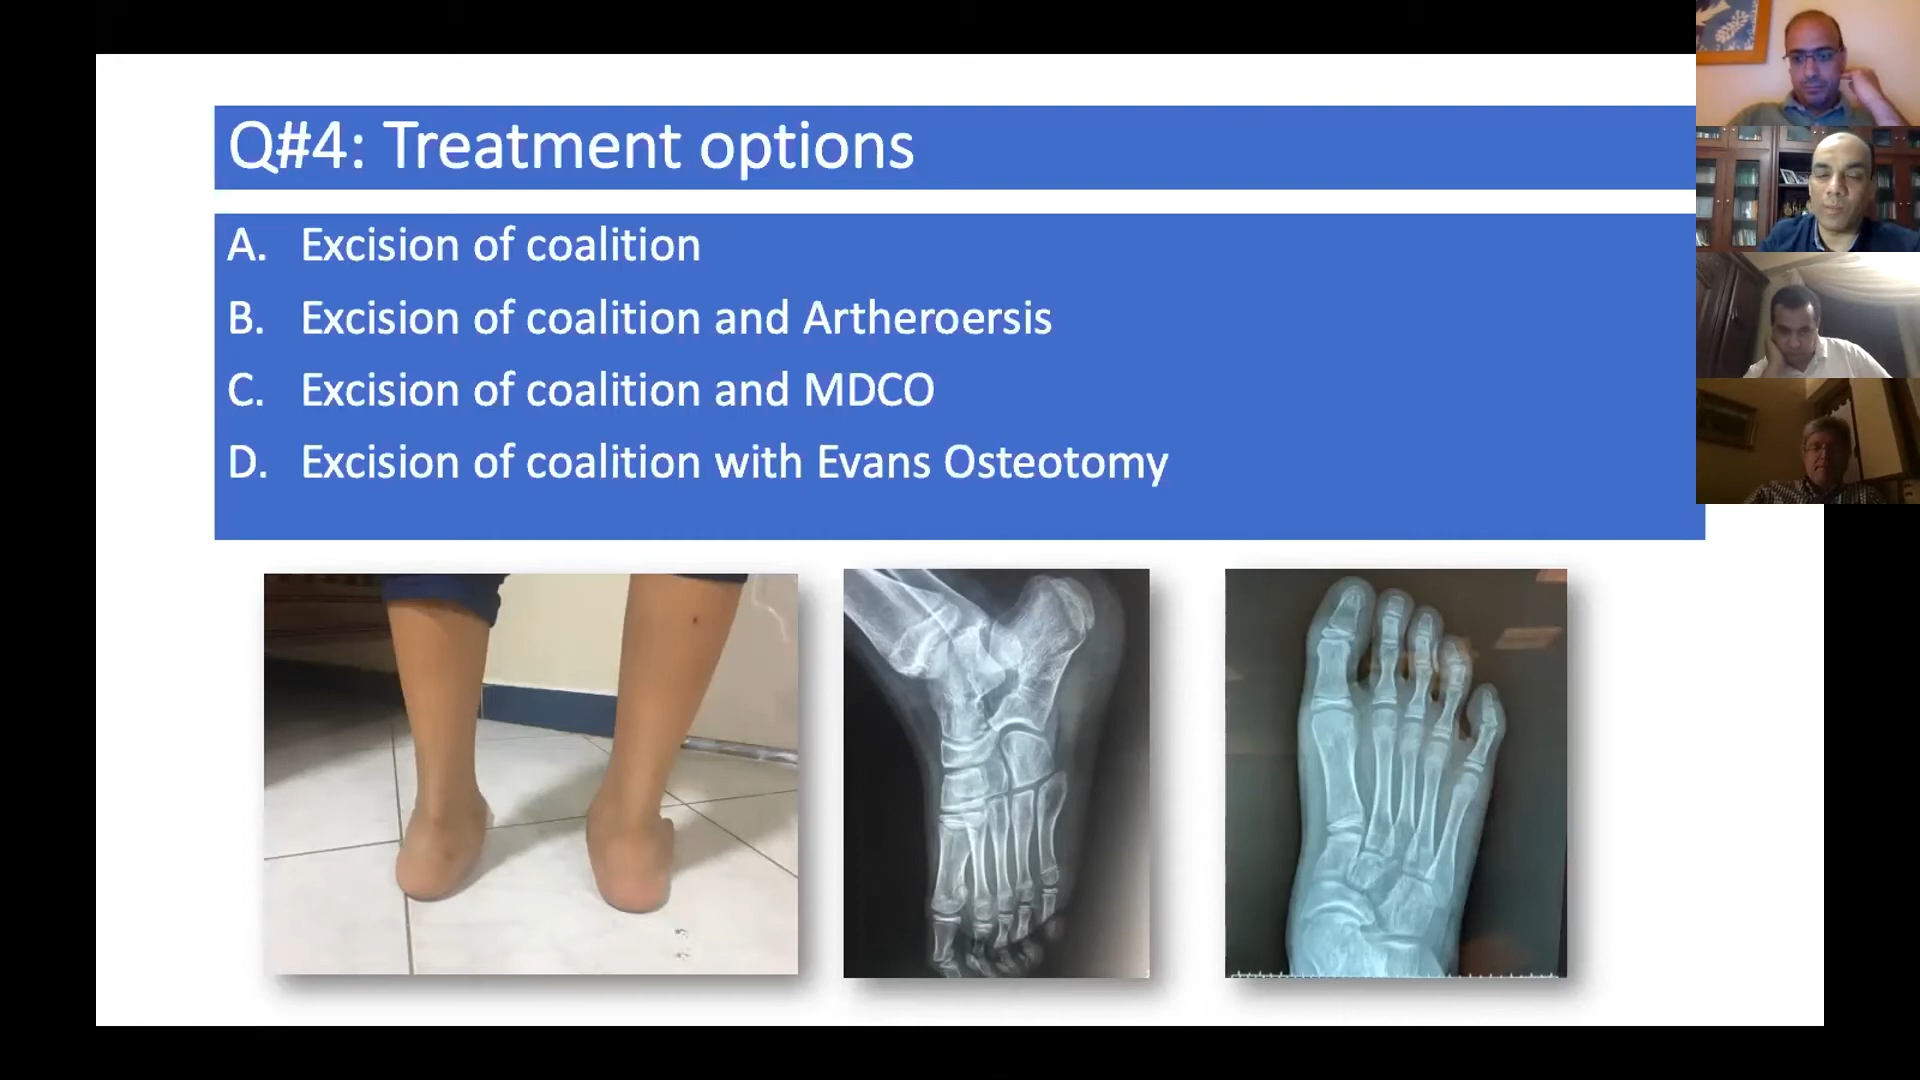 Q#4: Treatment options
A. Excision of coalition
B. Excision of coalition and Artheroersis
C. Excision of coalition and MDCO
D. Excision of coalition with Evans Osteotomy